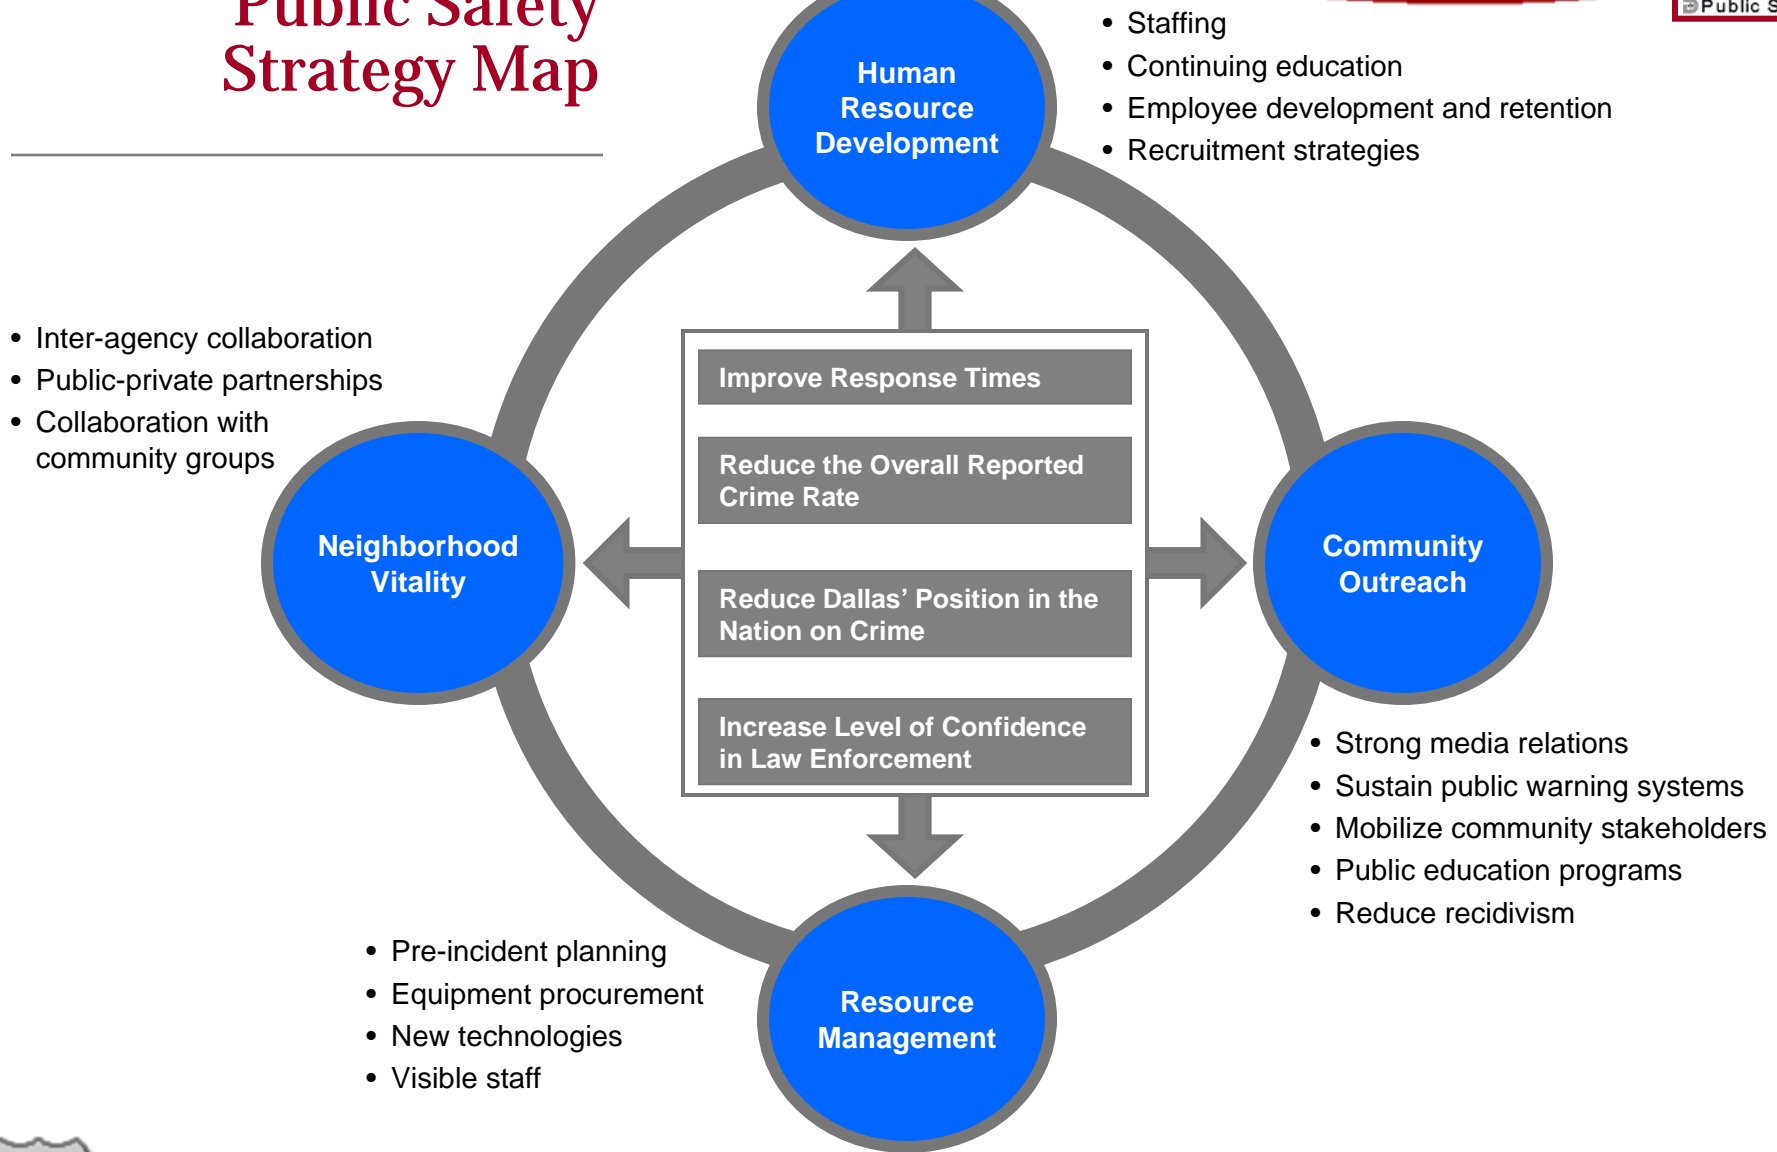 Public Safety
Strategy Map
• Staffing
• Continuing education
• Employee development and retention
• Recruitment strategies
Public S
Human
Resource
Development
• Inter-agency collaboration
• Public-private partnerships
• Collaboration with
community groups
Neighborhood
Vitality
Improve Response Times
Reduce the Overall Reported
Crime Rate
Reduce Dallas’ Position in the
Nation on Crime
Increase Level of Confidence
in Law Enforcement
Community
Outreach
• Strong media relations
• Sustain public warning systems
• Mobilize community stakeholders
• Public education programs
• Reduce recidivism
• Pre-incident planning
• Equipment procurement
• New technologies
• Visible staff
Resource
Management